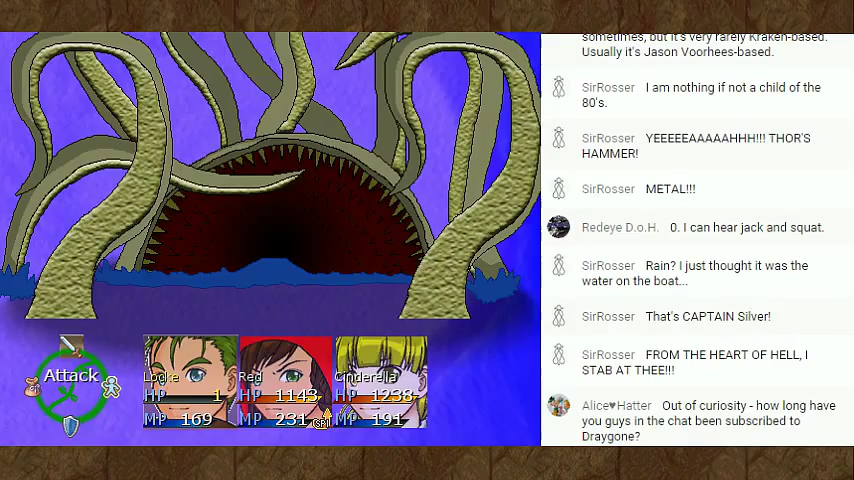 sometimes, but it's very rarely Kraken-based.
Usually it's Jason Voorhees-based.
SirRosser I am nothing if not a child of the
80's.
SirRosser YEEEEEAAAAAHHH!!! THOR'S
HAMMER!
SirRosser METAL!!!
Redeye D.o.H. 0. I can hear jack and squat.
SirRosser Rain? I just thought it was the
water on the boat...
SirRosser That's CAPTAIN Silver!
SirRosser FROM THE HEART OF HELL, I
STAB AT THEE!!!
Alice♥Hatter Out of curiosity - how long have
you guys in the chat been subscribed to
Draygone?
Attack
Locke
HP 1
MP 169
Red
HP 1143
MP 231
SPI
Cinderella
HP 1238
MP 191